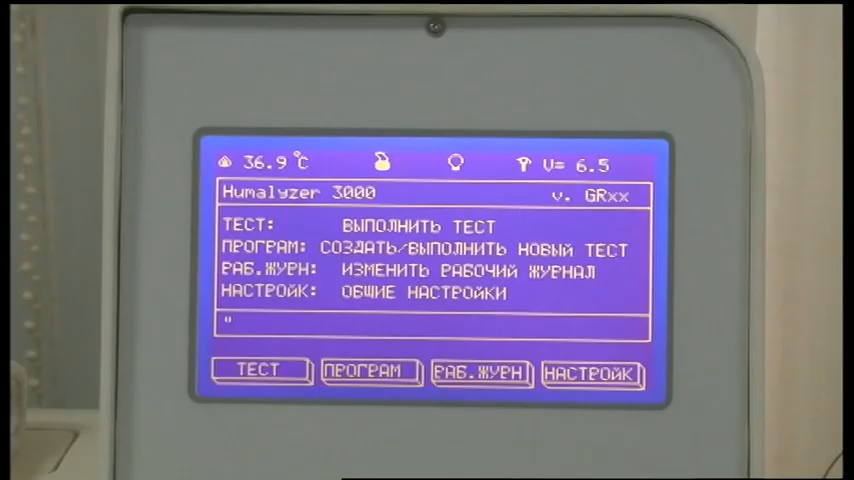 36.9 °C V= 6.5
Humalyzer 3000 v. GRxx
ТЕСТ: ВЫПОЛНИТЬ ТЕСТ
ПРОГРАМ: СОЗДАТЬ/ВЫПОЛНИТЬ НОВЫЙ ТЕСТ
РАБ.ЖУРН: ИЗМЕНИТЬ РАБОЧИЙ ЖУРНАЛ
НАСТРОЙК: ОБЩИЕ НАСТРОЙКИ
"
ТЕСТ ПРОГРАМ РАБ.ЖУРН НАСТРОЙК